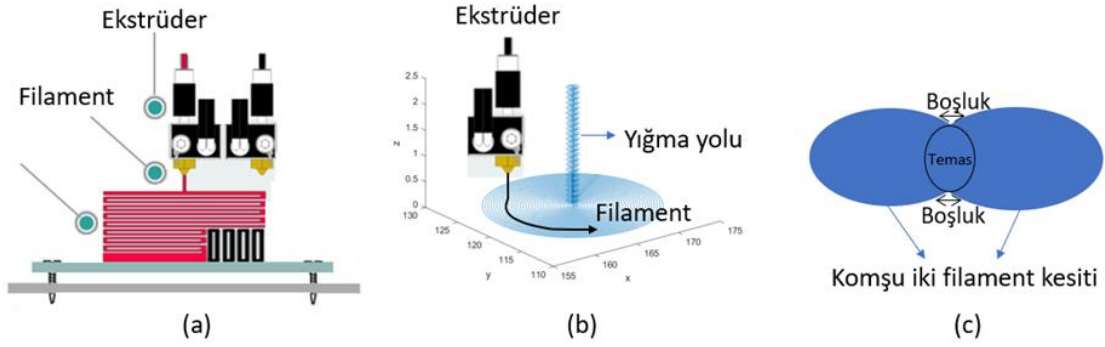 Ekstrüder
Filament
(a)
Ekstrüder
2.5
2
1.5
1
0.5
0
z
130
125
120
115
110
y
155
160
165
170
175
x
Yığma yolu
Filament
(b)
Boşluk
Temas
Boşluk
Komşu iki filament kesiti
(c)